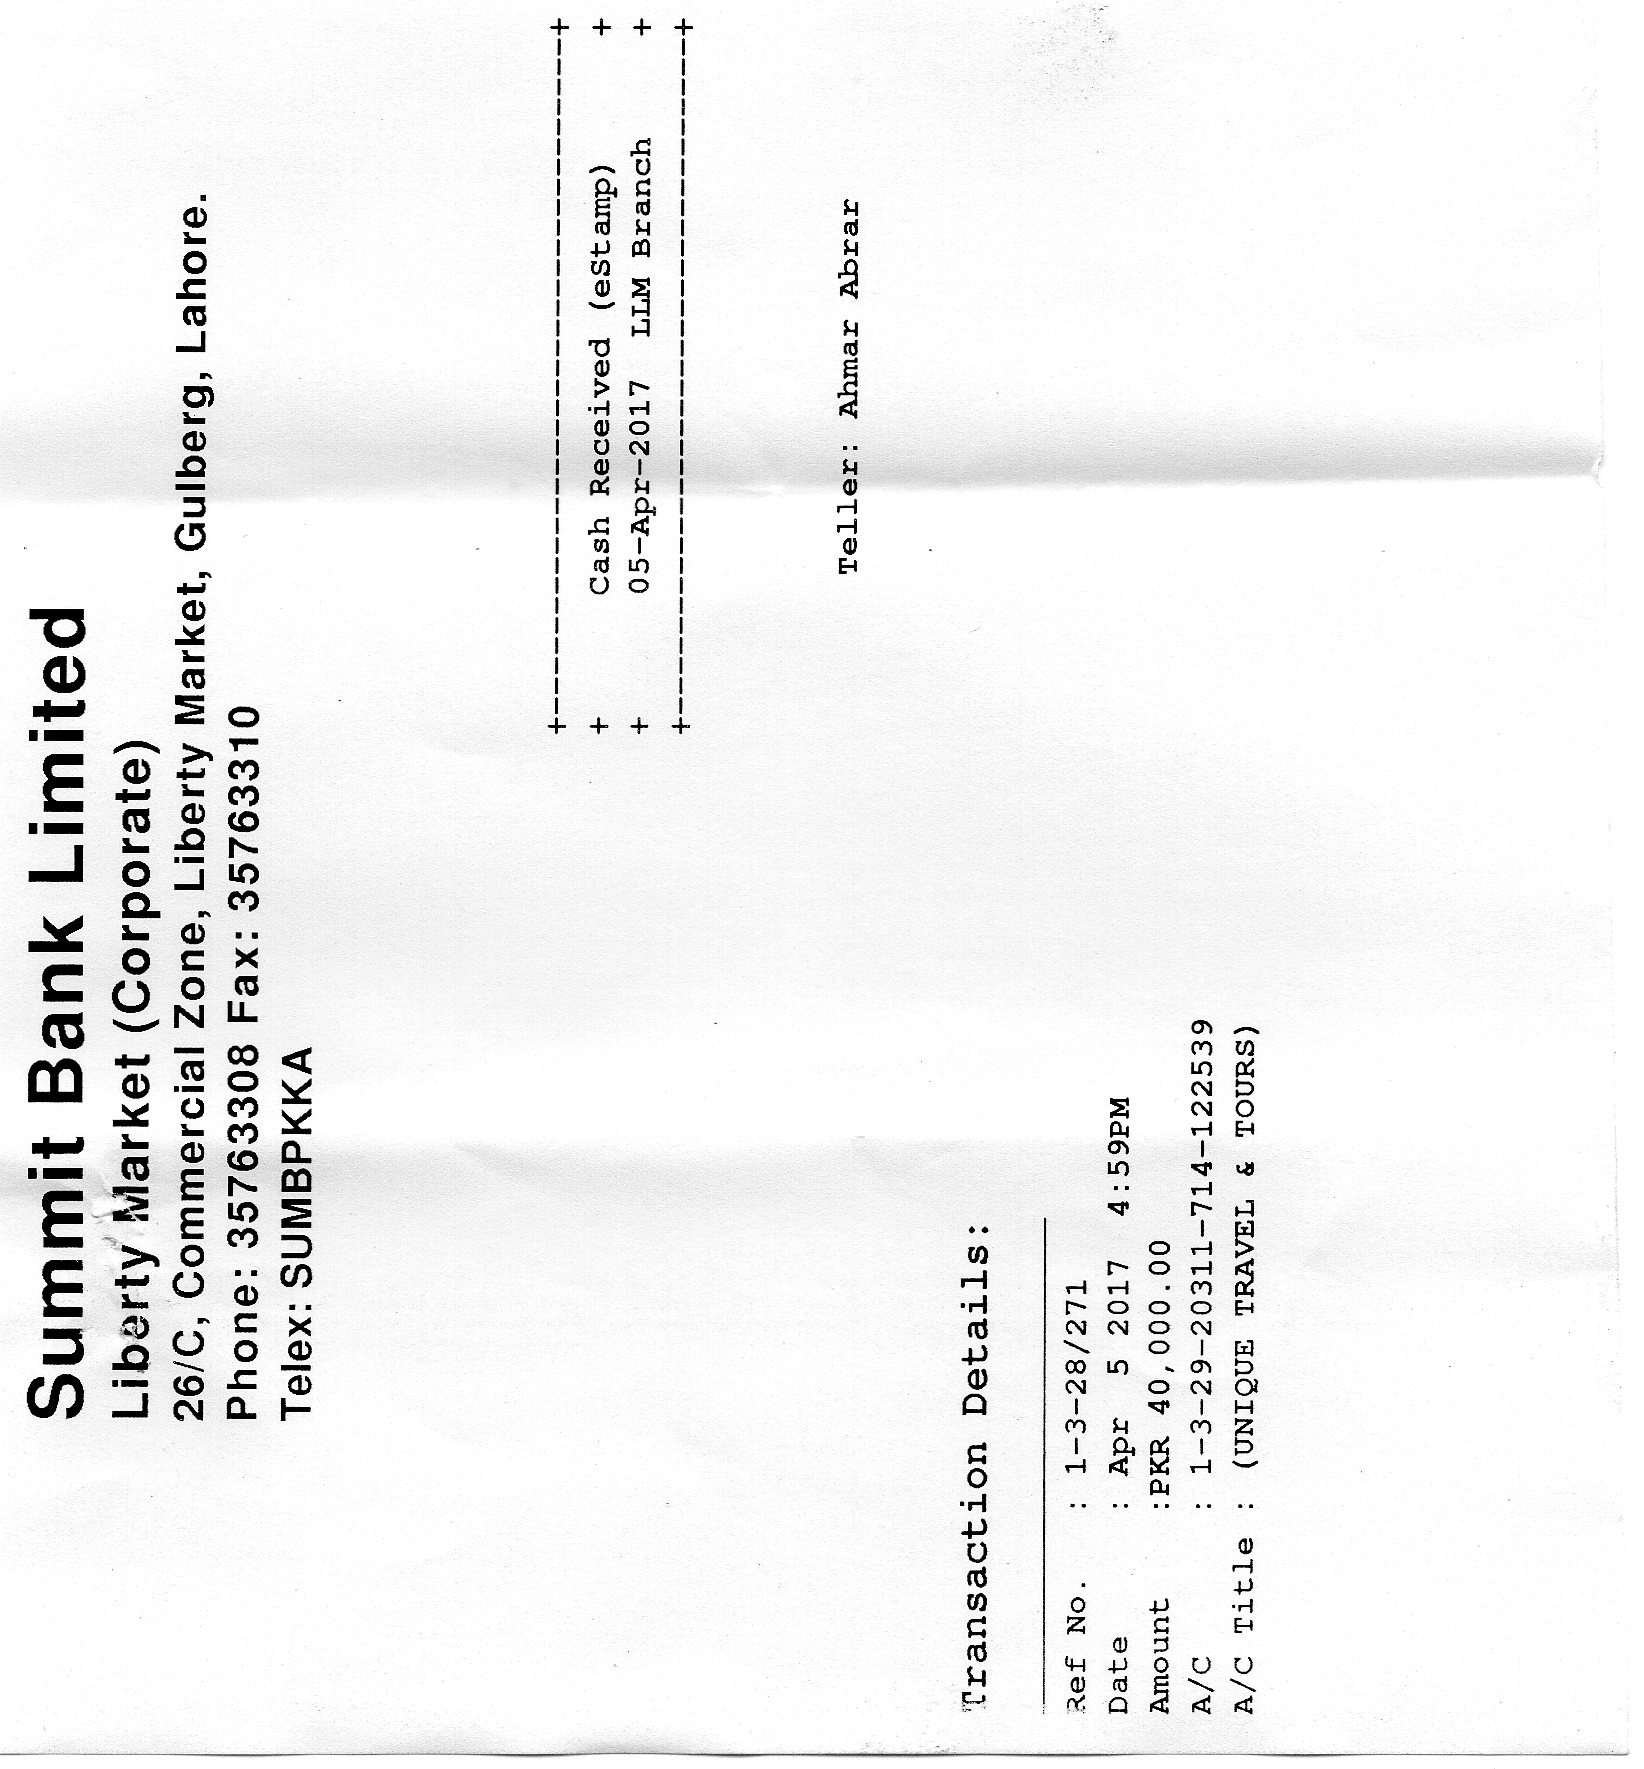 Summit Bank Limited
Liberty Market (Corporate)
26/C, Commercial Zone, Liberty Market, Gulberg, Lahore.
Phone: 35763308 Fax: 35763310
Telex: SUMBPKKA
+--------------------------------------------------+
+ Cash Received (eStamp) +
+ 05-Apr-2017 LLM Branch +
+--------------------------------------------------+
Teller: Ahmar Abrar
Transaction Details:
Ref No. : 1-3-28/271
Date : Apr 5 2017 4:59PM
Amount :PKR 40,000.00
A/C : 1-3-29-20311-714-122539
A/C Title : (UNIQUE TRAVEL & TOURS)